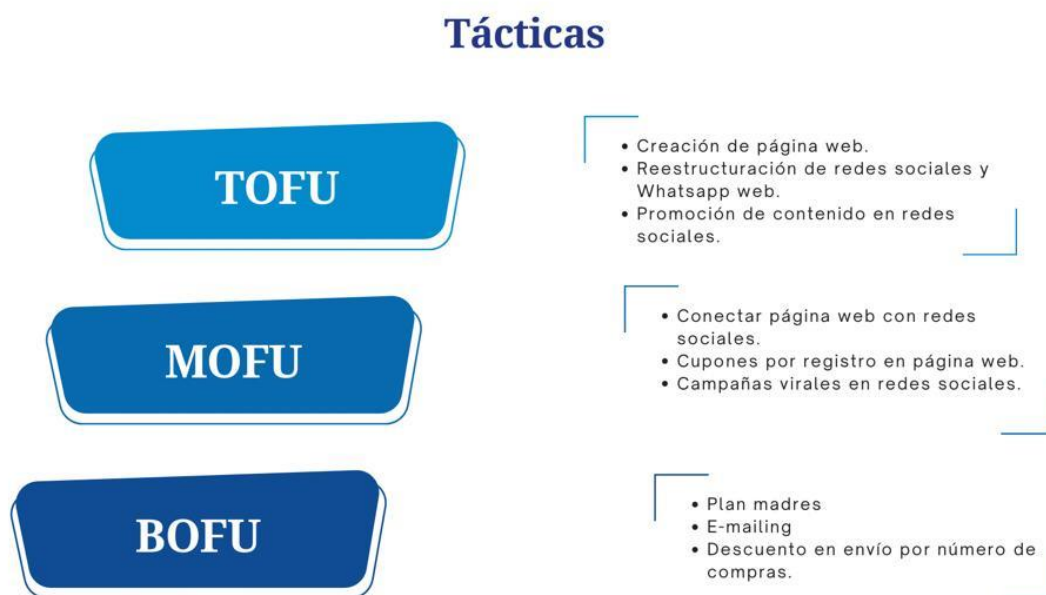 Tácticas
TOFU
• Creación de página web.
• Reestructuración de redes sociales y
Whatsapp web.
• Promoción de contenido en redes
sociales.
MOFU
• Conectar página web con redes
sociales.
• Cupones por registro en página web.
• Campañas virales en redes sociales.
BOFU
• Plan madres
• E-mailing
• Descuento en envío por número de
compras.